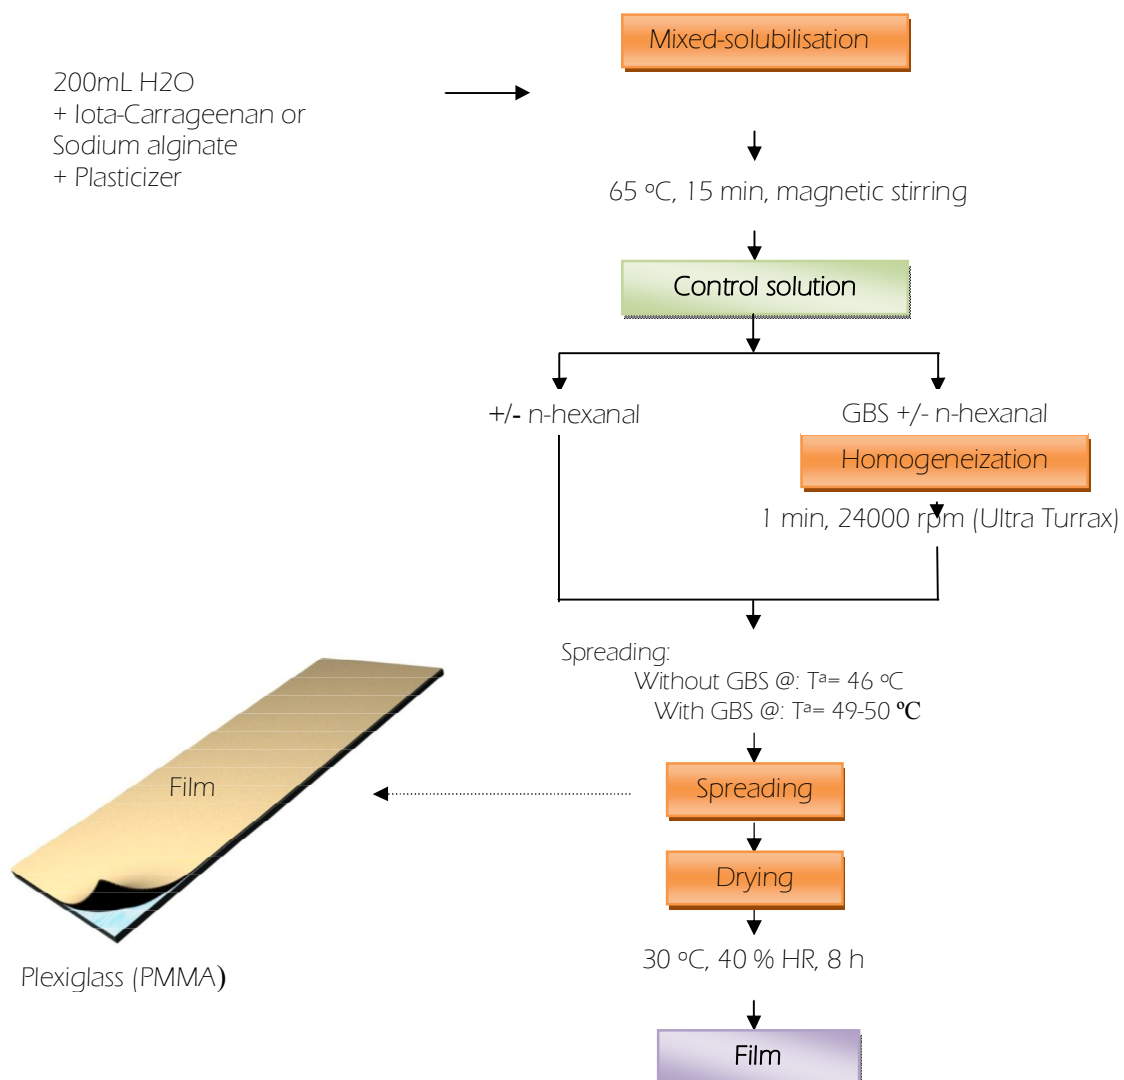 Mixed-solubilisation
200mL H2O
+ Iota-Carrageenan or
Sodium alginate
+ Plasticizer
65 ºC, 15 min, magnetic stirring
Control solution
+/- n-hexanal
GBS +/- n-hexanal
Homogeneization
1 min, 24000 rpm (Ultra Turrax)
Spreading:
Without GBS @: Tª= 46 ºC
With GBS @: Tª= 49-50 ºC
Film
Spreading
Drying
Plexiglass (PMMA)
30 ºC, 40 % HR, 8 h
Film